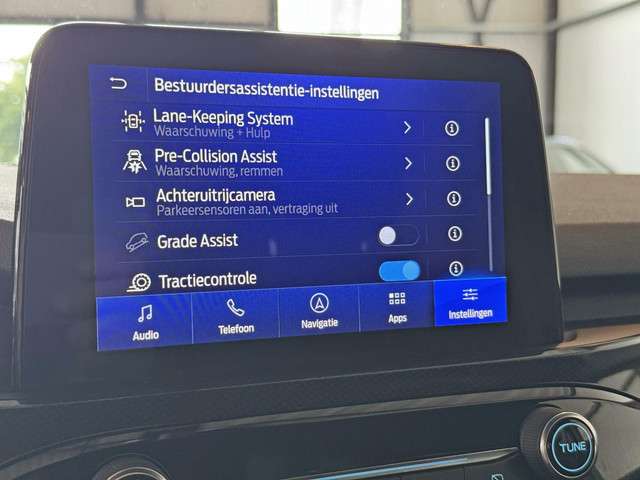 Bestuurdersassistentie-instellingen
Lane-Keeping System
Waarschuwing + Hulp
Pre-Collision Assist
Waarschuwing, remmen
Achteruitrijcamera
Parkeersensoren aan, vertraging uit
Grade Assist
Tractiecontrole
Audio
Telefoon
Navigatie
Apps
Instellingen
TUNE